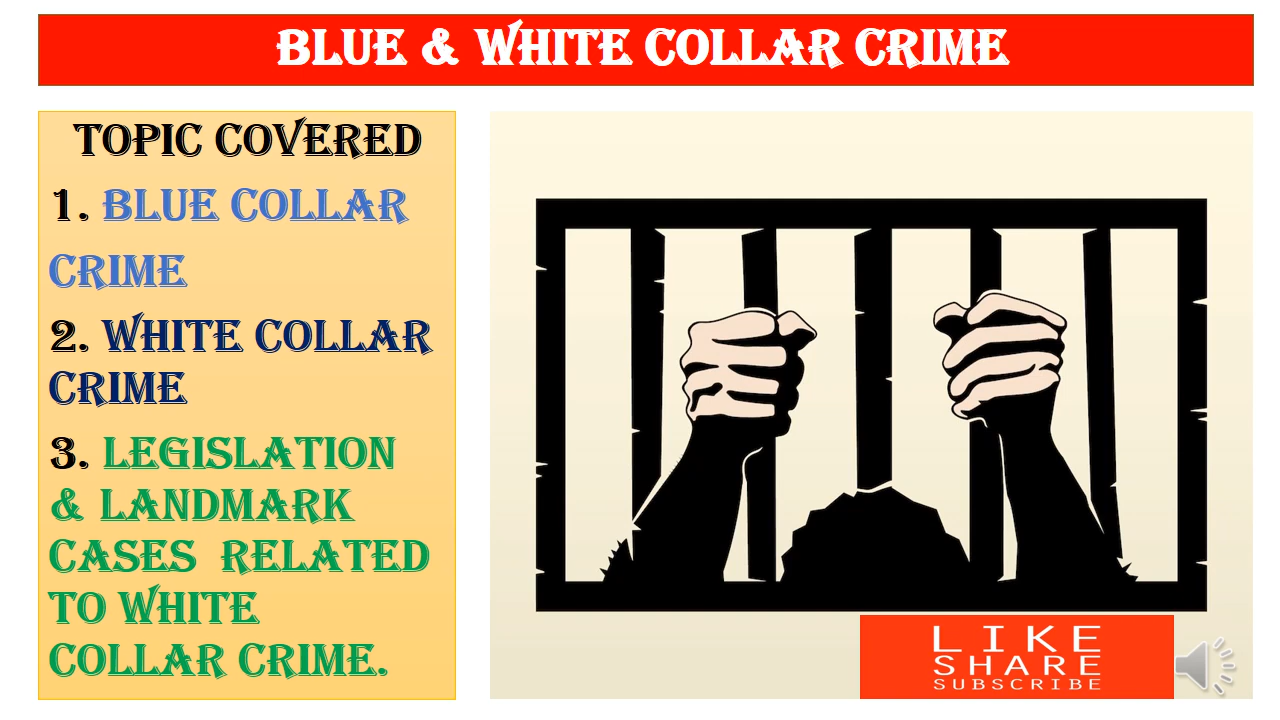 BLUE & WHITE COLLAR CRIME
TOPIC COVERED
1. BLUE COLLAR
CRIME
2. WHITE COLLAR
CRIME
3. LEGISLATION
& LANDMARK
CASES RELATED
TO WHITE
COLLAR CRIME.
LIKE
SHARE
SUBSCRIBE